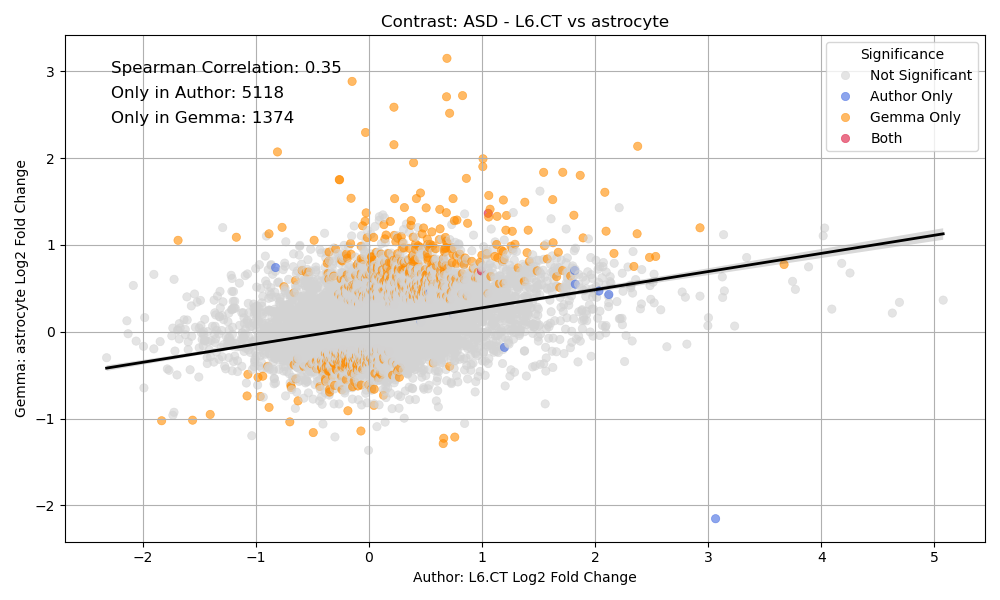 Contrast: ASD - L6.CT vs astrocyte
Spearman Correlation: 0.35
Only in Author: 5118
Only in Gemma: 1374
Significance
Not Significant
Author Only
Gemma Only
Both
Gemma: astrocyte Log2 Fold Change
3
2
1
0
−1
−2
−2
−1
0
1
2
3
4
5
Author: L6.CT Log2 Fold Change